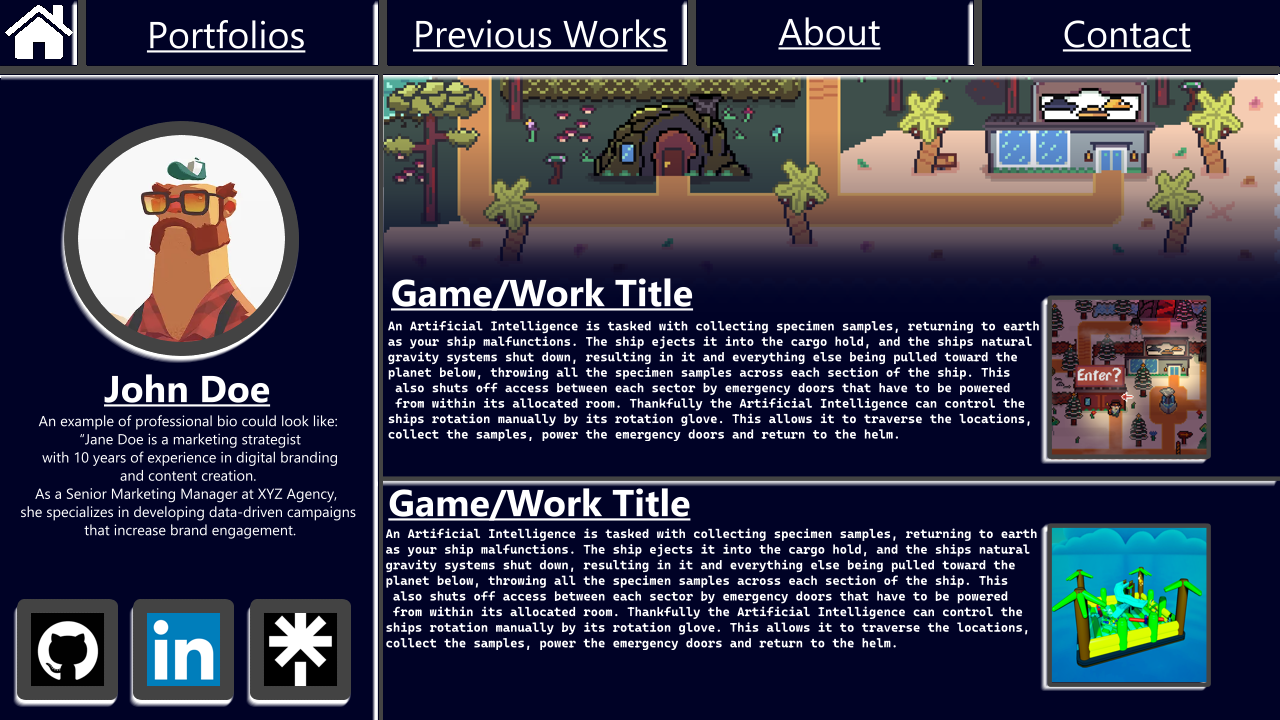 Portfolios
Previous Works
About
Contact
John Doe
An example of professional bio could look like:
“Jane Doe is a marketing strategist
with 10 years of experience in digital branding
and content creation.
As a Senior Marketing Manager at XYZ Agency,
she specializes in developing data-driven campaigns
that increase brand engagement.
in
Game/Work Title
An Artificial Intelligence is tasked with collecting specimen samples, returning to earth
as your ship malfunctions. The ship ejects it into the cargo hold, and the ships natural
gravity systems shut down, resulting in it and everything else being pulled toward the
planet below, throwing all the specimen samples across each section of the ship. This
also shuts off access between each sector by emergency doors that have to be powered
from within its allocated room. Thankfully the Artificial Intelligence can control the
ships rotation manually by its rotation glove. This allows it to traverse the locations,
collect the samples, power the emergency doors and return to the helm.
Enter?
Game/Work Title
An Artificial Intelligence is tasked with collecting specimen samples, returning to earth
as your ship malfunctions. The ship ejects it into the cargo hold, and the ships natural
gravity systems shut down, resulting in it and everything else being pulled toward the
planet below, throwing all the specimen samples across each section of the ship. This
also shuts off access between each sector by emergency doors that have to be powered
from within its allocated room. Thankfully the Artificial Intelligence can control the
ships rotation manually by its rotation glove. This allows it to traverse the locations,
collect the samples, power the emergency doors and return to the helm.